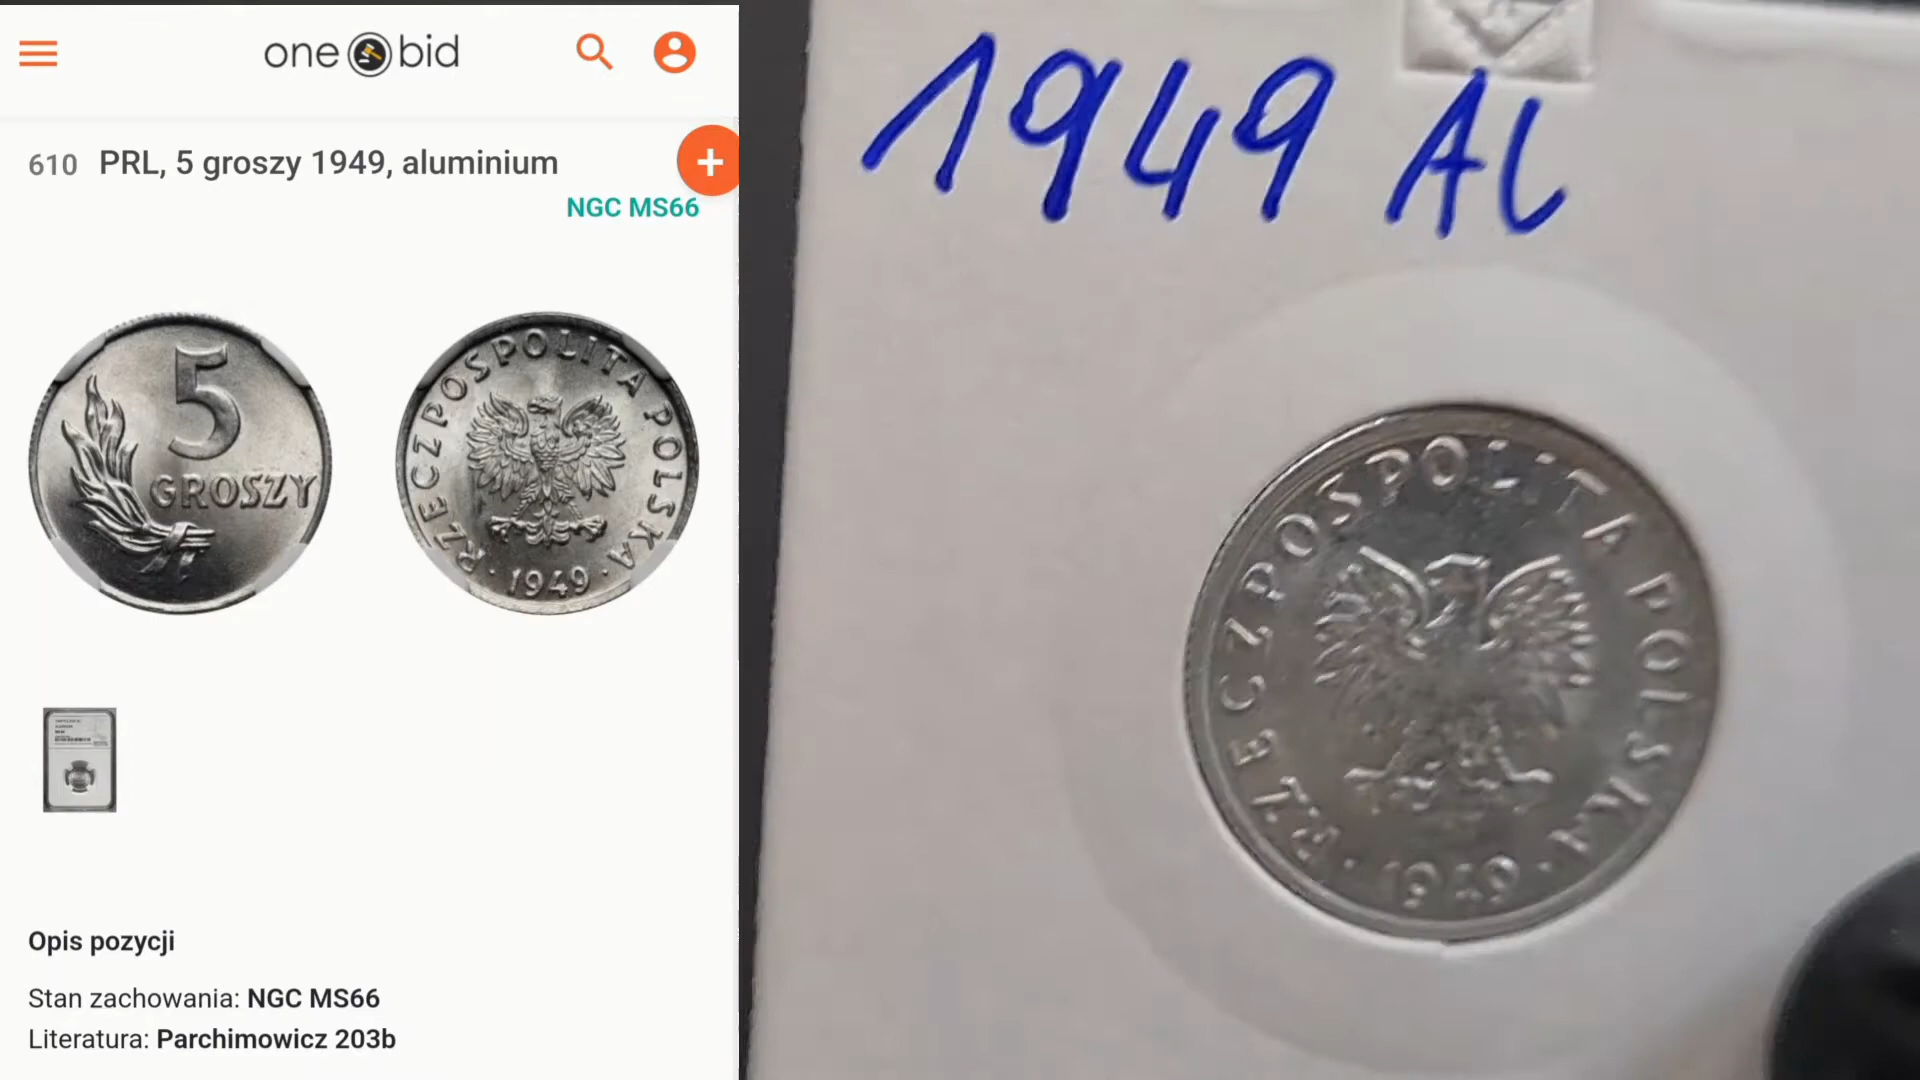 one bid
610 PRL, 5 groszy 1949, aluminium
NGC MS66
5
GROSZY
RZECZPOSPOLITA POLSKA
· 1949 ·
Opis pozycji
Stan zachowania: NGC MS66
Literatura: Parchimowicz 203b
1949 Al
RZECZPOSPOLITA POLSKA
· 1949 ·